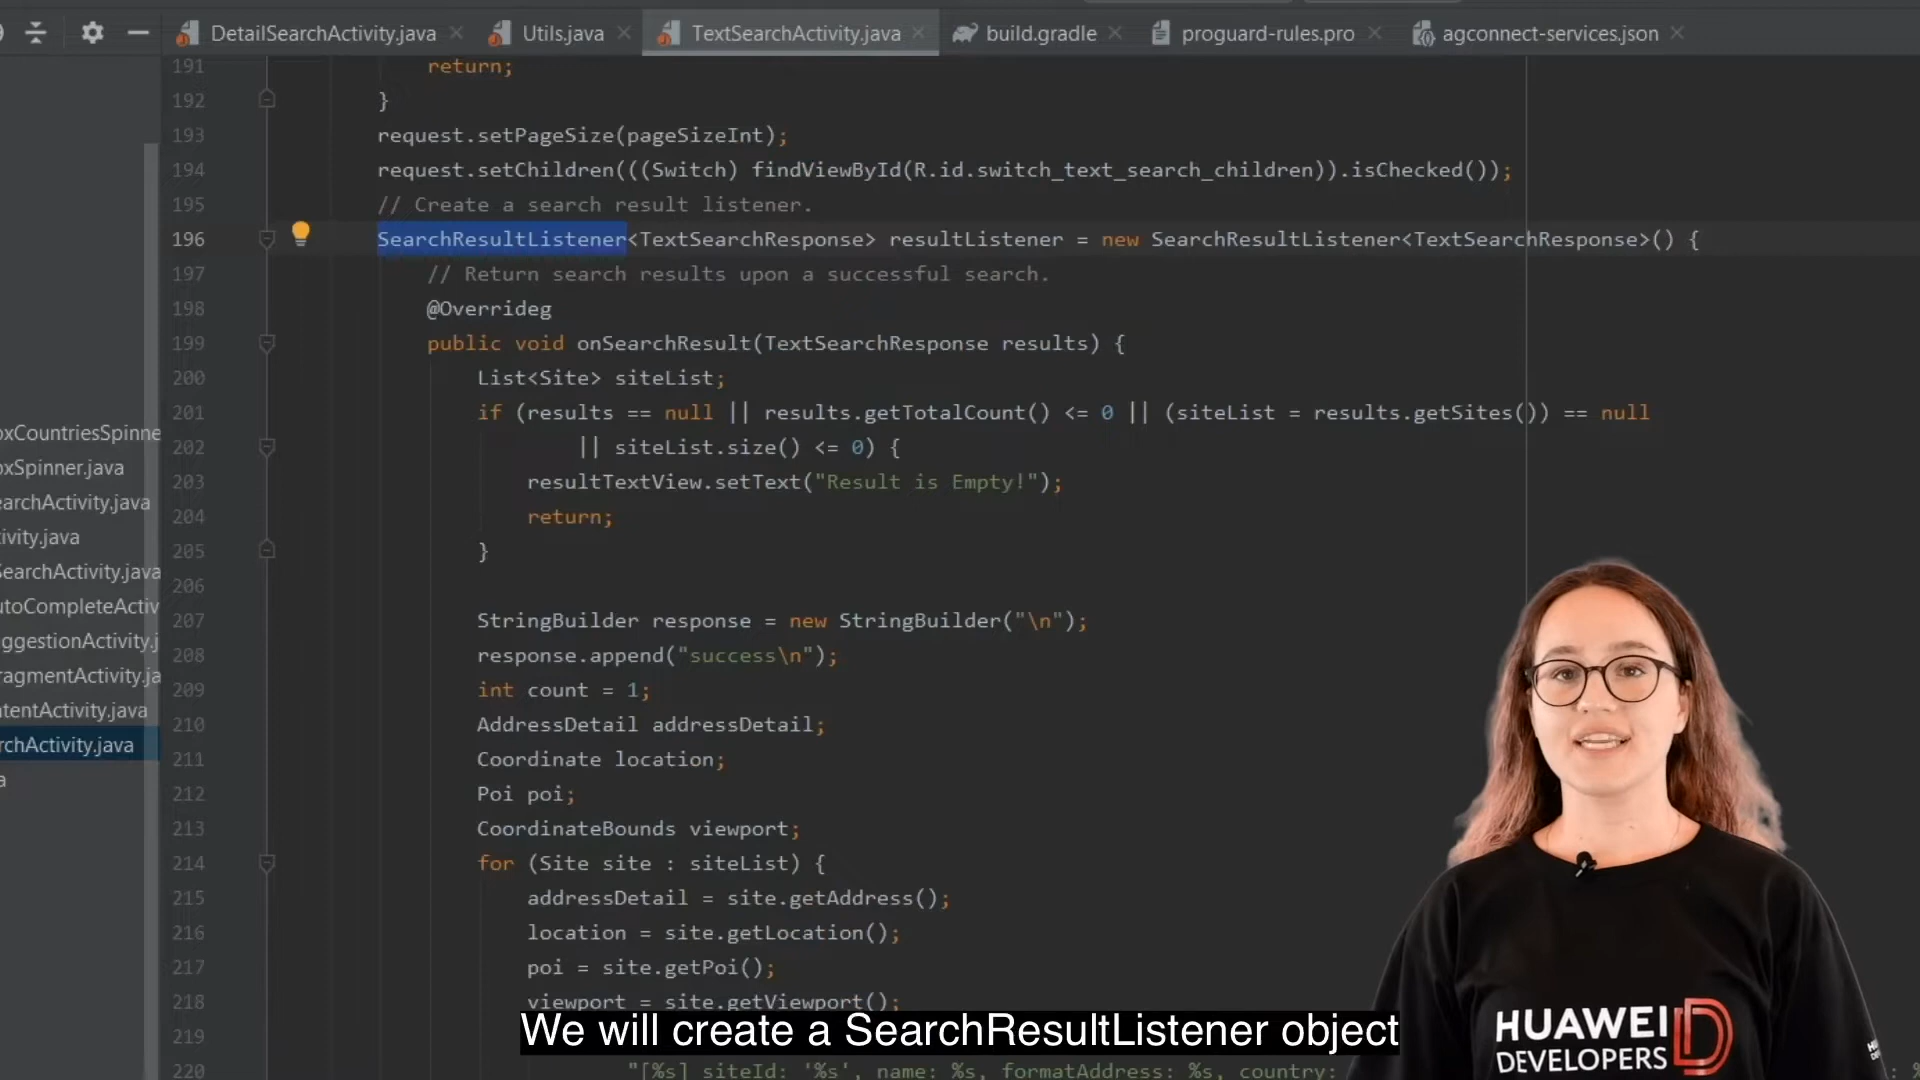 DetailSearchActivity.java
Utils.java
TextSearchActivity.java
build.gradle
proguard-rules.pro
agconnect-services.json
191 return;
192 }
193 request.setPageSize(pageSizeInt);
194 request.setChildren(((Switch) findViewById(R.id.switch_text_search_children)).isChecked());
195 // Create a search result listener.
196 SearchResultListener<TextSearchResponse> resultListener = new SearchResultListener<TextSearchResponse>() {
197 // Return search results upon a successful search.
198 @Overrideg
199 public void onSearchResult(TextSearchResponse results) {
200 List<Site> siteList;
201 if (results == null || results.getTotalCount() <= 0 || (siteList = results.getSites()) == null
202 || siteList.size() <= 0) {
203 resultTextView.setText("Result is Empty!");
204 return;
205 }
206
207 StringBuilder response = new StringBuilder("\n");
208 response.append("success\n");
209 int count = 1;
210 AddressDetail addressDetail;
211 Coordinate location;
212 Poi poi;
213 CoordinateBounds viewport;
214 for (Site site : siteList) {
215 addressDetail = site.getAddress();
216 location = site.getLocation();
217 poi = site.getPoi();
218 viewport = site.getViewport();
219
220 "[%s] siteId: '%s', name: %s, formatAddress: %s, country:
oxCountriesSpinne
oxSpinner.java
earchActivity.java
ivity.java
SearchActivity.java
utoCompleteActiv
ggestionActivity.j
ragmentActivity.ja
ntentActivity.java
rchActivity.java
a
We will create a SearchResultListener object
HUAWEI
DEVELOPERS